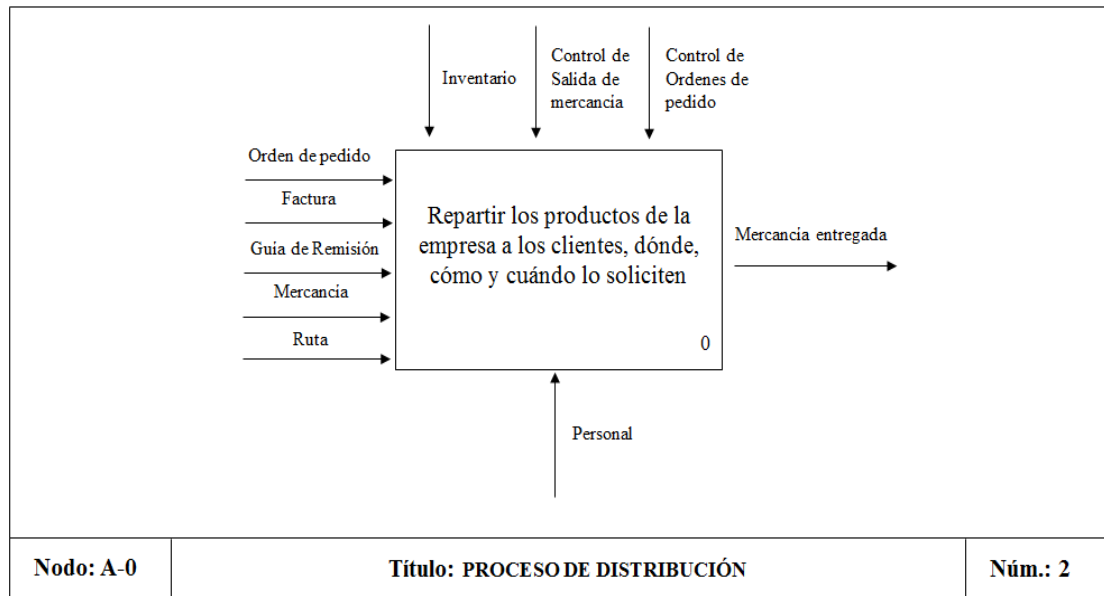 Inventario
Control de
Salida de
mercancía
Control de
Ordenes de
pedido
Orden de pedido
Factura
Guía de Remisión
Mercancía
Ruta
Repartir los productos de la
empresa a los clientes, dónde,
cómo y cuándo lo soliciten
0
Mercancía entregada
Personal
Nodo: A-0
Título: PROCESO DE DISTRIBUCIÓN
Núm.: 2